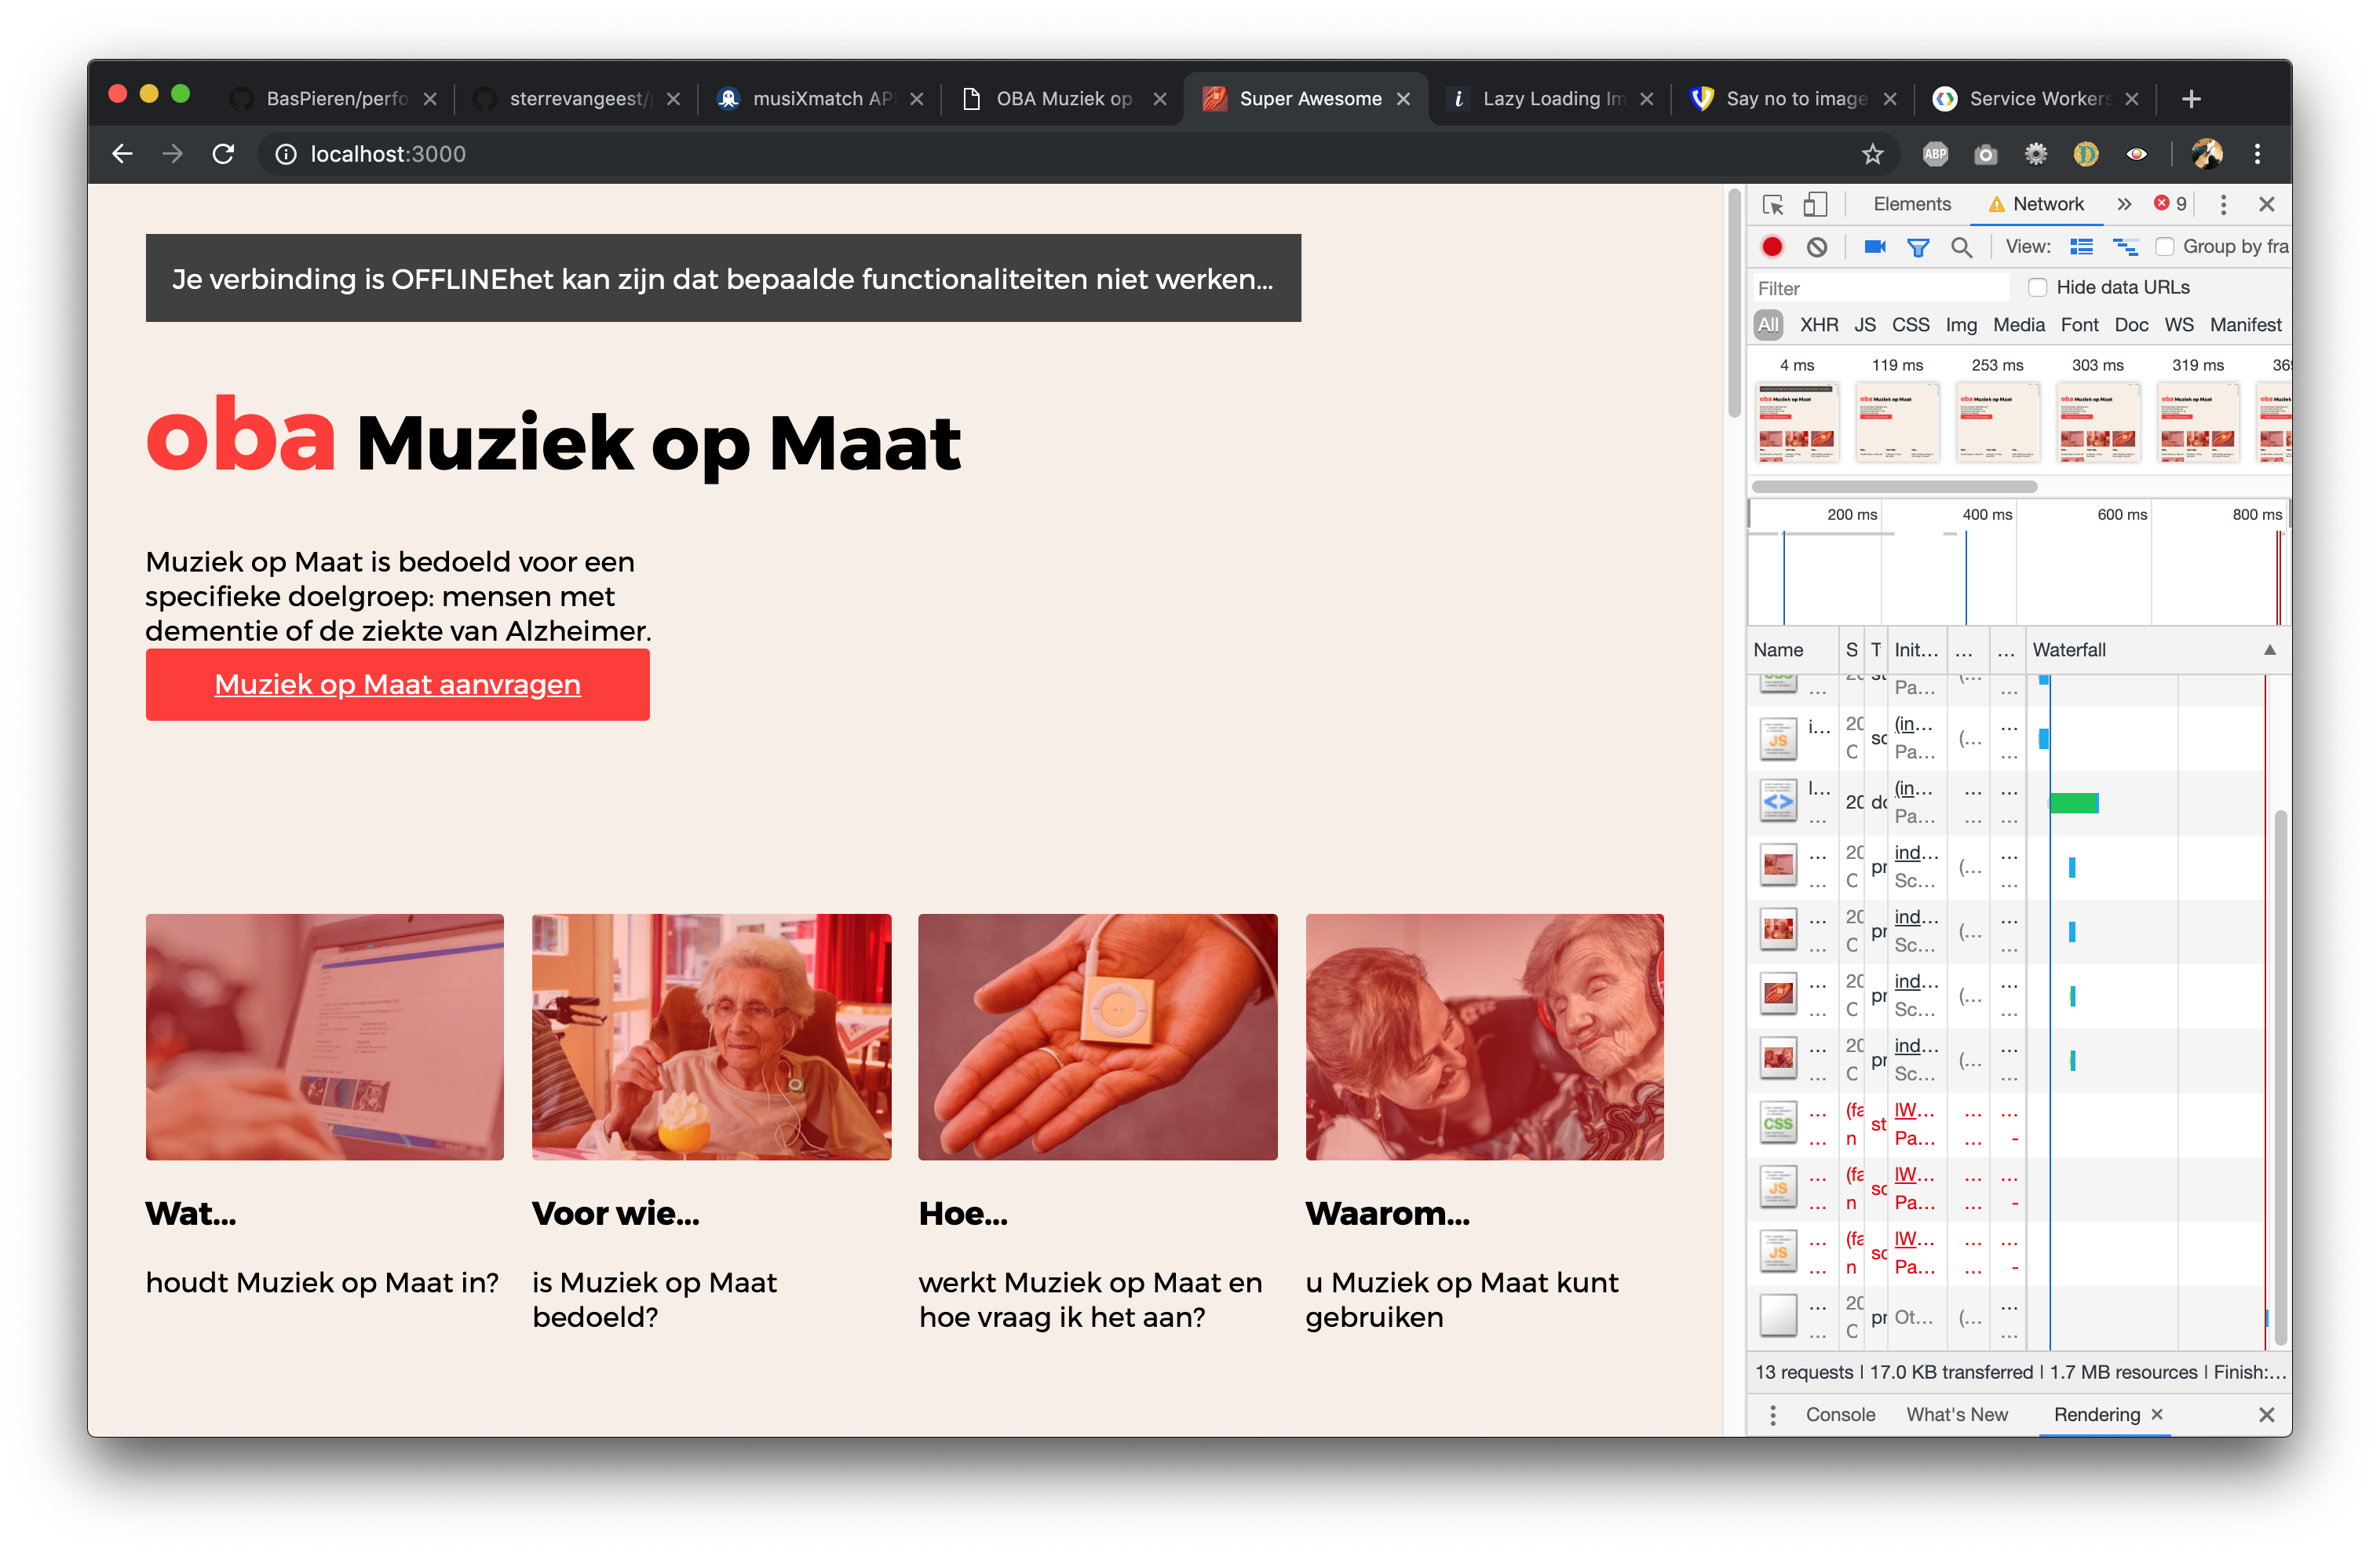 BasPieren/perfo
sterrevangeest/
musiXmatch AP
OBA Muziek op
Super Awesome
Lazy Loading Im
Say no to image
Service Workers
localhost:3000
ABP
Je verbinding is OFFLINEhet kan zijn dat bepaalde functionaliteiten niet werken...
oba Muziek op Maat
Muziek op Maat is bedoeld voor een
specifieke doelgroep: mensen met
dementie of de ziekte van Alzheimer.
Muziek op Maat aanvragen
Wat...
houdt Muziek op Maat in?
Voor wie...
is Muziek op Maat
bedoeld?
Hoe...
werkt Muziek op Maat en
hoe vraag ik het aan?
Waarom...
u Muziek op Maat kunt
gebruiken
Elements Network 9
View: Group by fra
Filter Hide data URLs
All XHR JS CSS Img Media Font Doc WS Manifest
4 ms 119 ms 253 ms 303 ms 319 ms 36
200 ms 400 ms 600 ms 800 ms
Name S T Init... ... ... Waterfall
Pa... ...
i... 20 sc (in... (... ...
C Pa... ...
l... 20 do (in... ... ...
... Pa... ... ...
... 20 pr ind... (... ...
... C Sc... ...
... 20 pr ind... (... ...
... C Sc... ...
... 20 pr ind... (... ...
... C Sc... ...
... 20 pr ind... (... ...
... C Sc... ...
... (fa st lW... ... ...
... n Pa... ... -
... (fa sc lW... ... ...
... n Pa... ... -
... (fa sc lW... ... ...
... n Pa... ... -
... 20 pr Ot... (... ...
... C ...
13 requests | 17.0 KB transferred | 1.7 MB resources | Finish:...
Console What's New Rendering